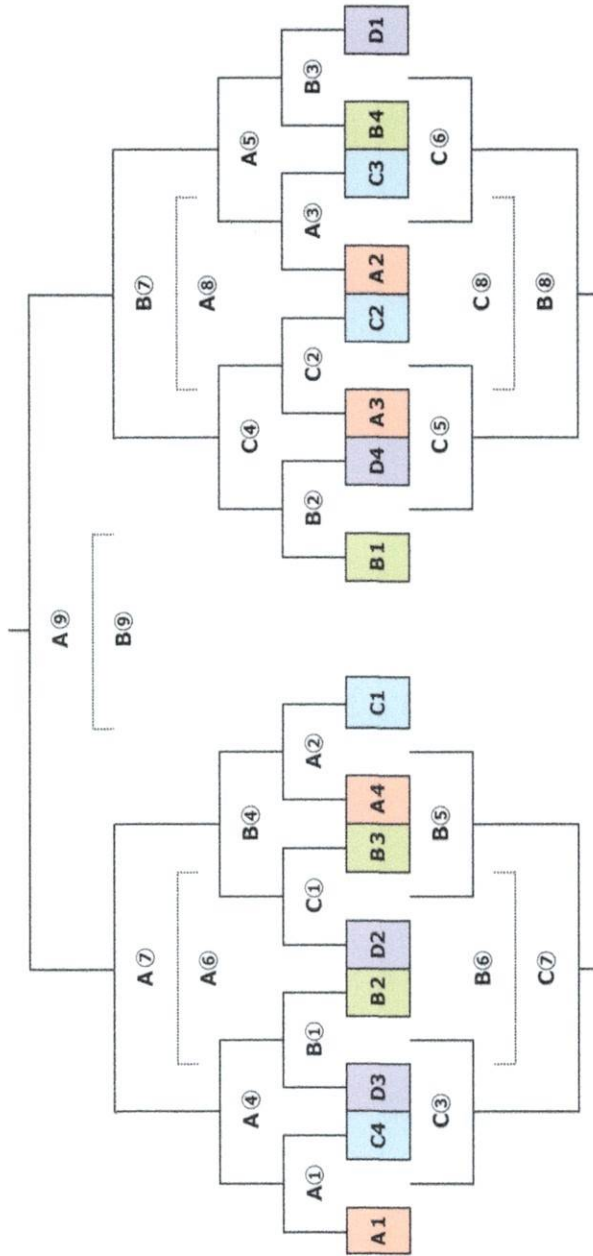 A⑨
B⑨
A⑦
B⑦
A⑥
A⑧
A④
B④
C④
A⑤
A①
B①
C①
A②
B②
C②
A③
B③
A1
C4
D3
B2
D2
B3
A4
C1
B1
D4
A3
C2
A2
C3
B4
D1
C③
B⑤
C⑤
C⑥
B⑥
C⑧
C⑦
B⑧